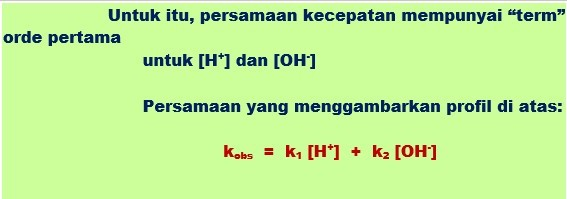 Untuk itu, persamaan kecepatan mempunyai “term”
orde pertama
untuk [H⁺] dan [OH⁻]
Persamaan yang menggambarkan profil di atas:
kₒbs = k₁ [H⁺] + k₂ [OH⁻]